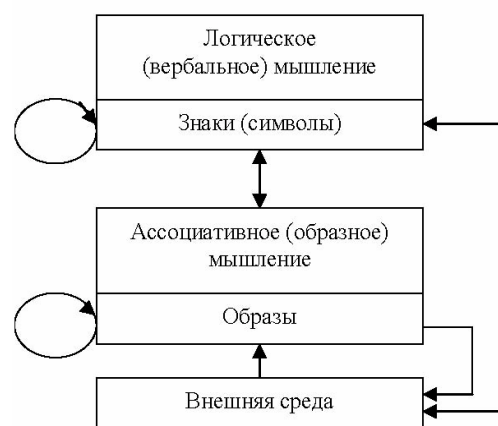 Логическое
(вербальное) мышление
Знаки (символы)
Ассоциативное (образное)
мышление
Образы
Внешняя среда